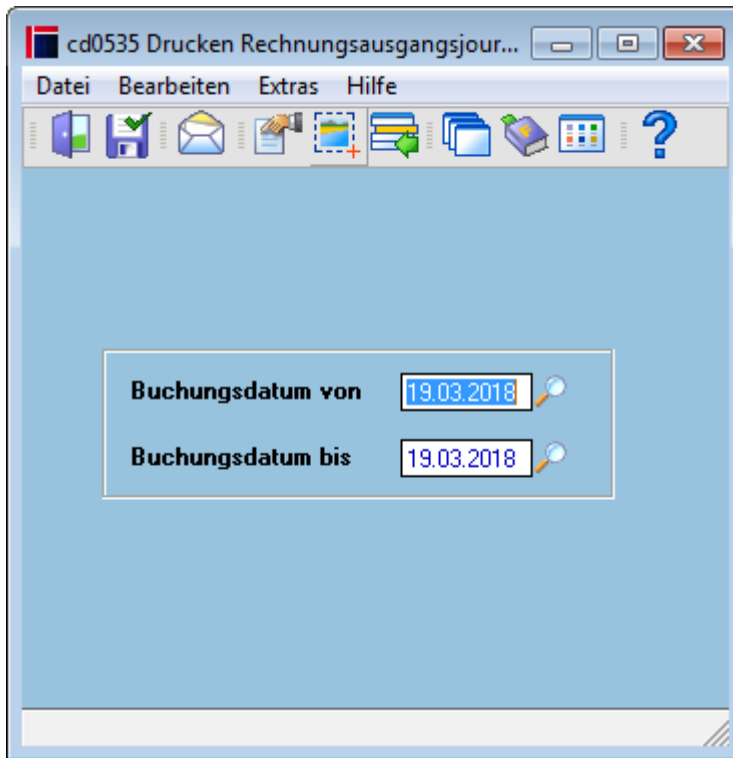 cd0535 Drucken Rechnungsausgangsjour...
Datei Bearbeiten Extras Hilfe
Buchungsdatum von 19.03.2018
Buchungsdatum bis 19.03.2018